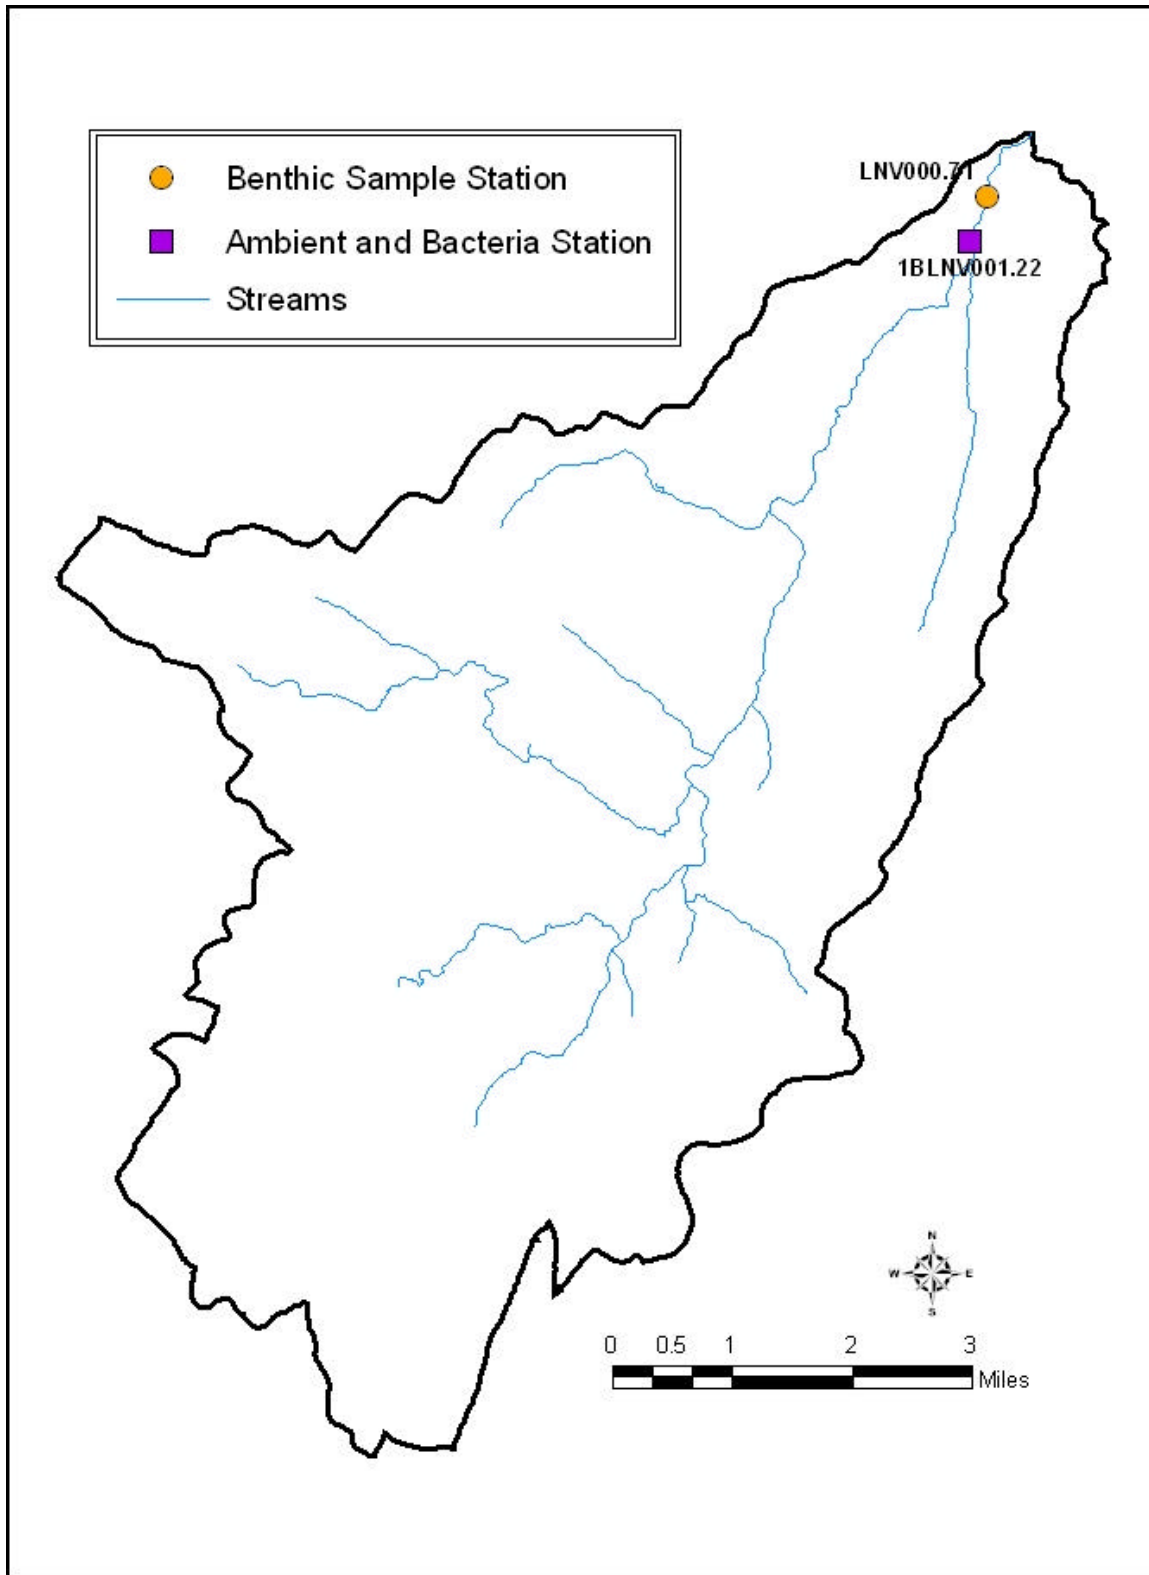 Benthic Sample Station
Ambient and Bacteria Station
Streams
LNV000.71
1BLNV001.22
N
W E
S
0 0.5 1 2 3
Miles